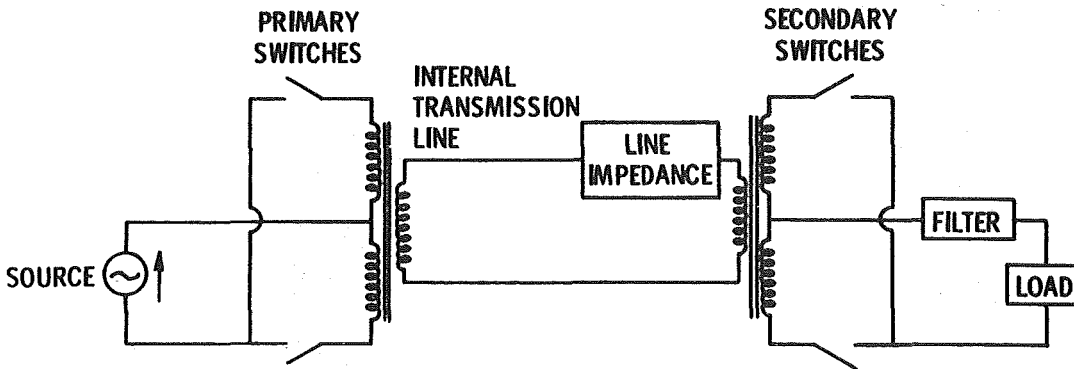 PRIMARY
SWITCHES
SECONDARY
SWITCHES
INTERNAL
TRANSMISSION
LINE
LINE
IMPEDANCE
FILTER
SOURCE
LOAD